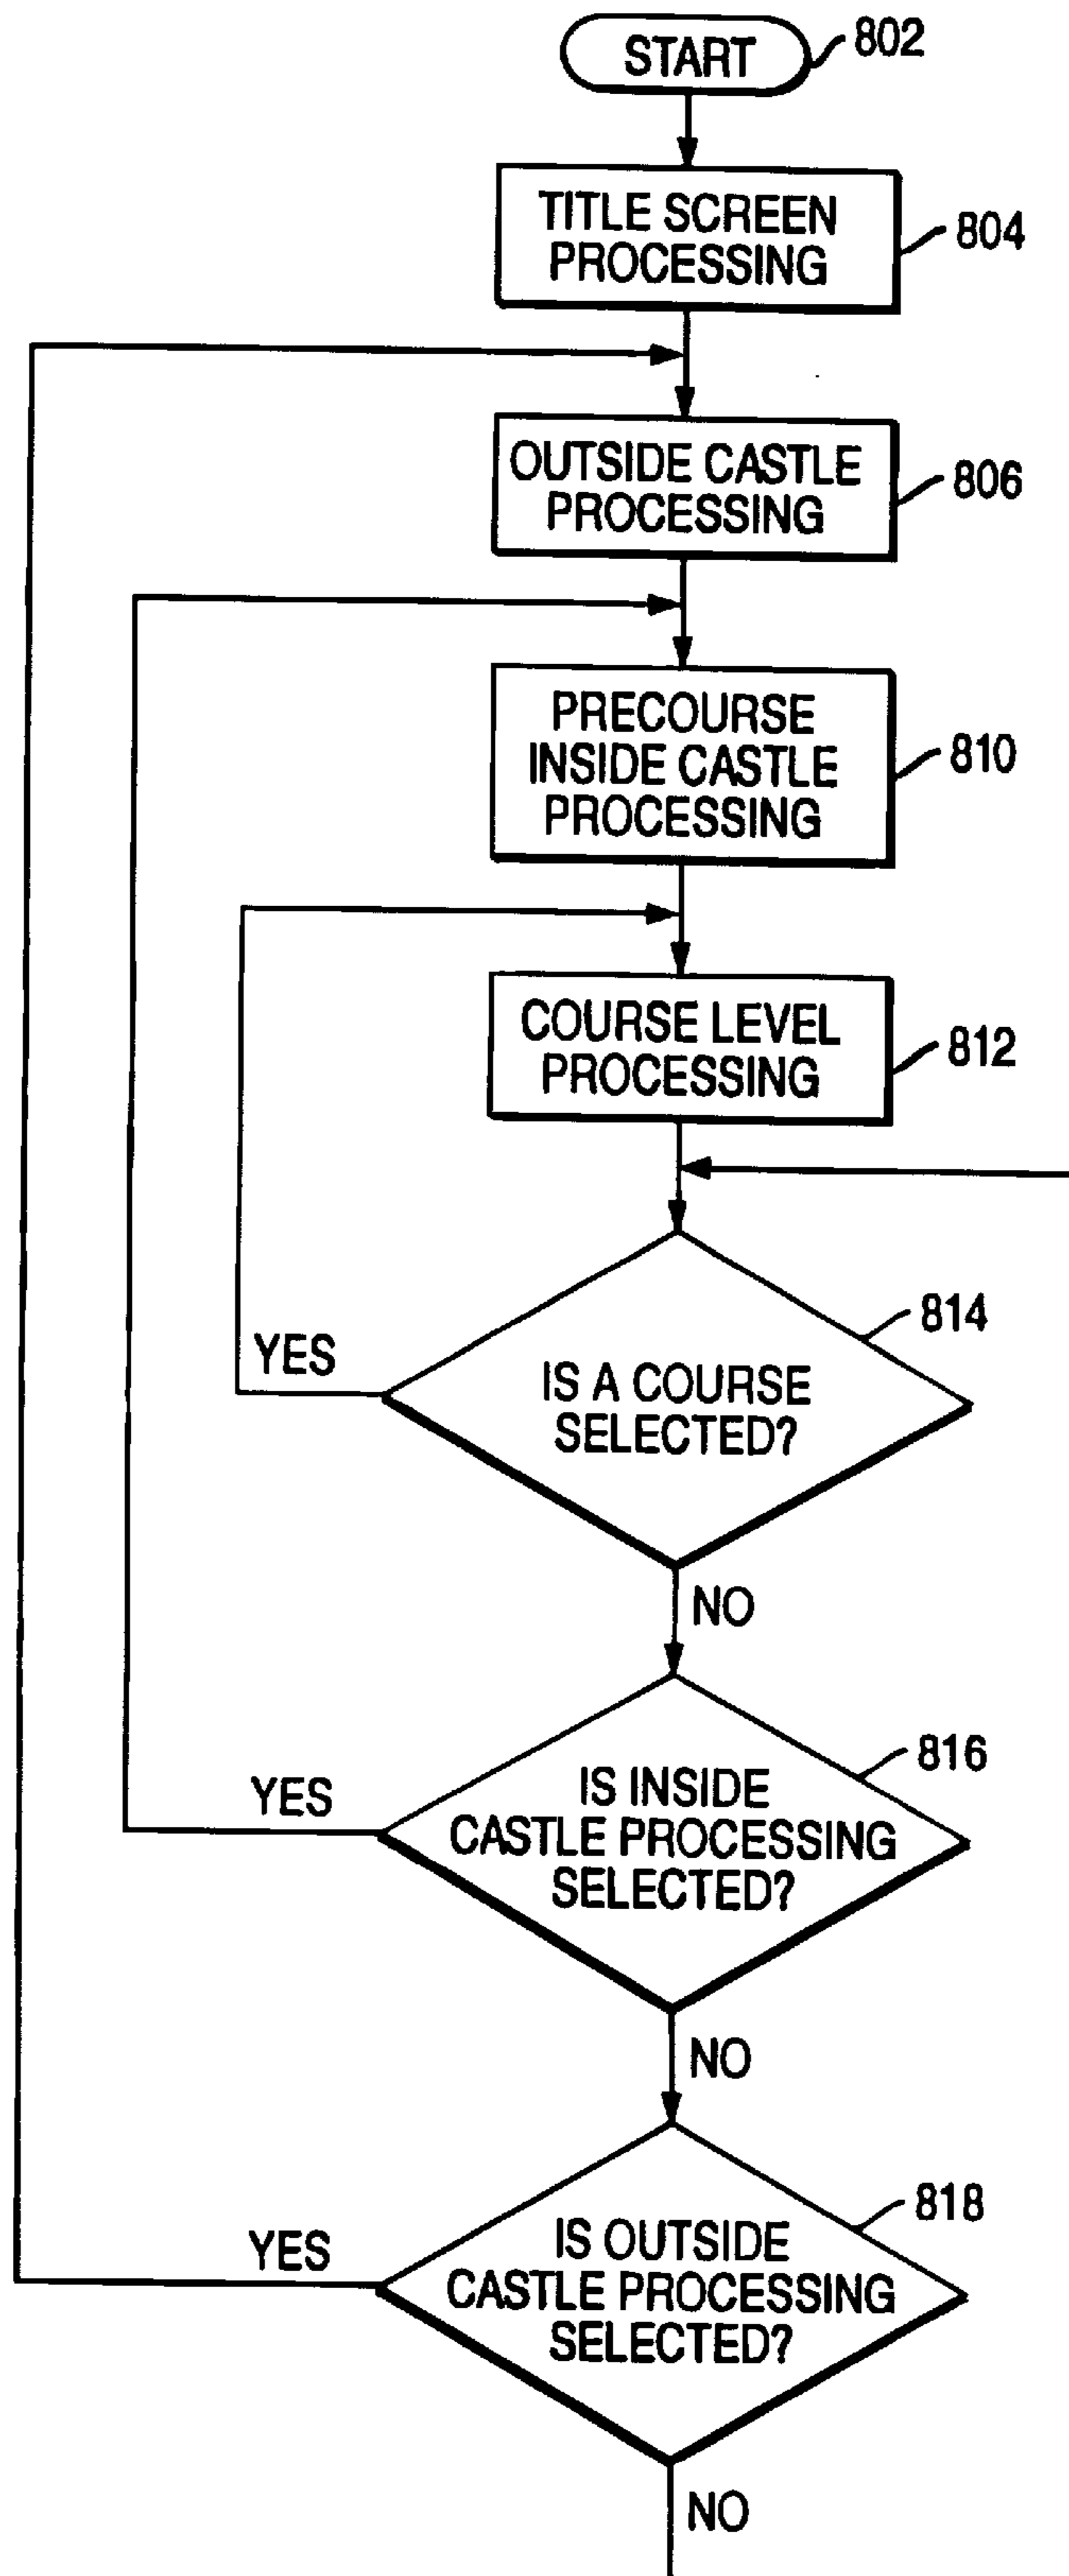 START
802
TITLE SCREEN
PROCESSING
804
OUTSIDE CASTLE
PROCESSING
806
PRECOURSE
INSIDE CASTLE
PROCESSING
810
COURSE LEVEL
PROCESSING
812
814
YES
IS A COURSE
SELECTED?
NO
816
YES
IS INSIDE
CASTLE PROCESSING
SELECTED?
NO
818
YES
IS OUTSIDE
CASTLE PROCESSING
SELECTED?
NO